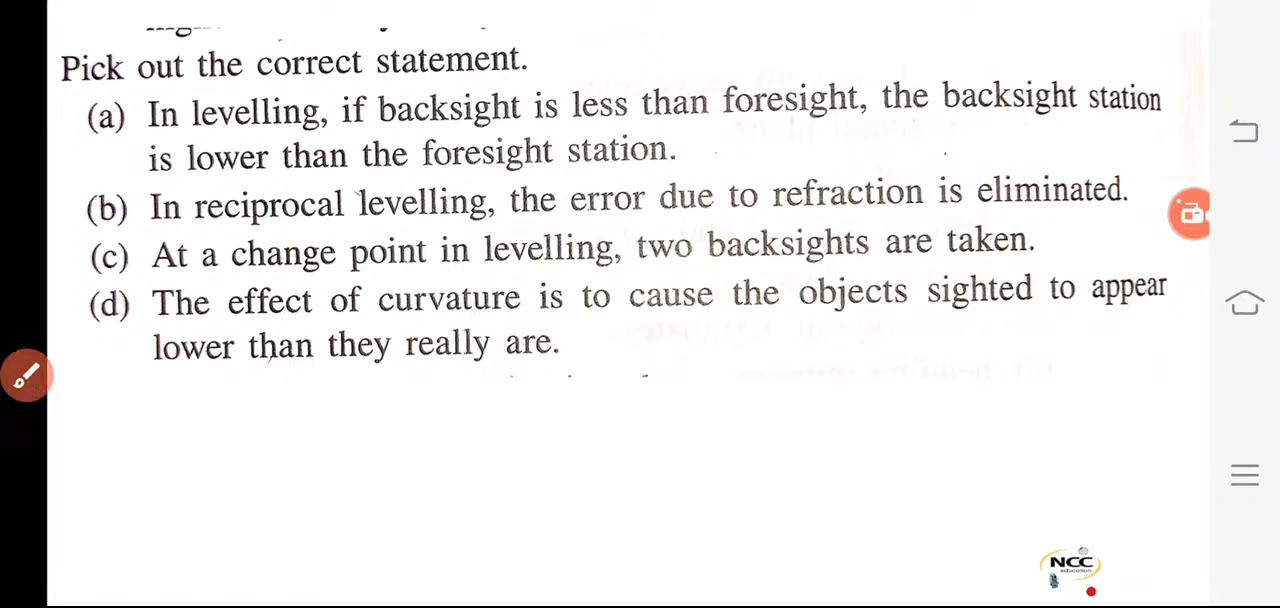 Pick out the correct statement.
(a) In levelling, if backsight is less than foresight, the backsight station
is lower than the foresight station.
(b) In reciprocal levelling, the error due to refraction is eliminated.
(c) At a change point in levelling, two backsights are taken.
(d) The effect of curvature is to cause the objects sighted to appear
lower than they really are.
NCC
education